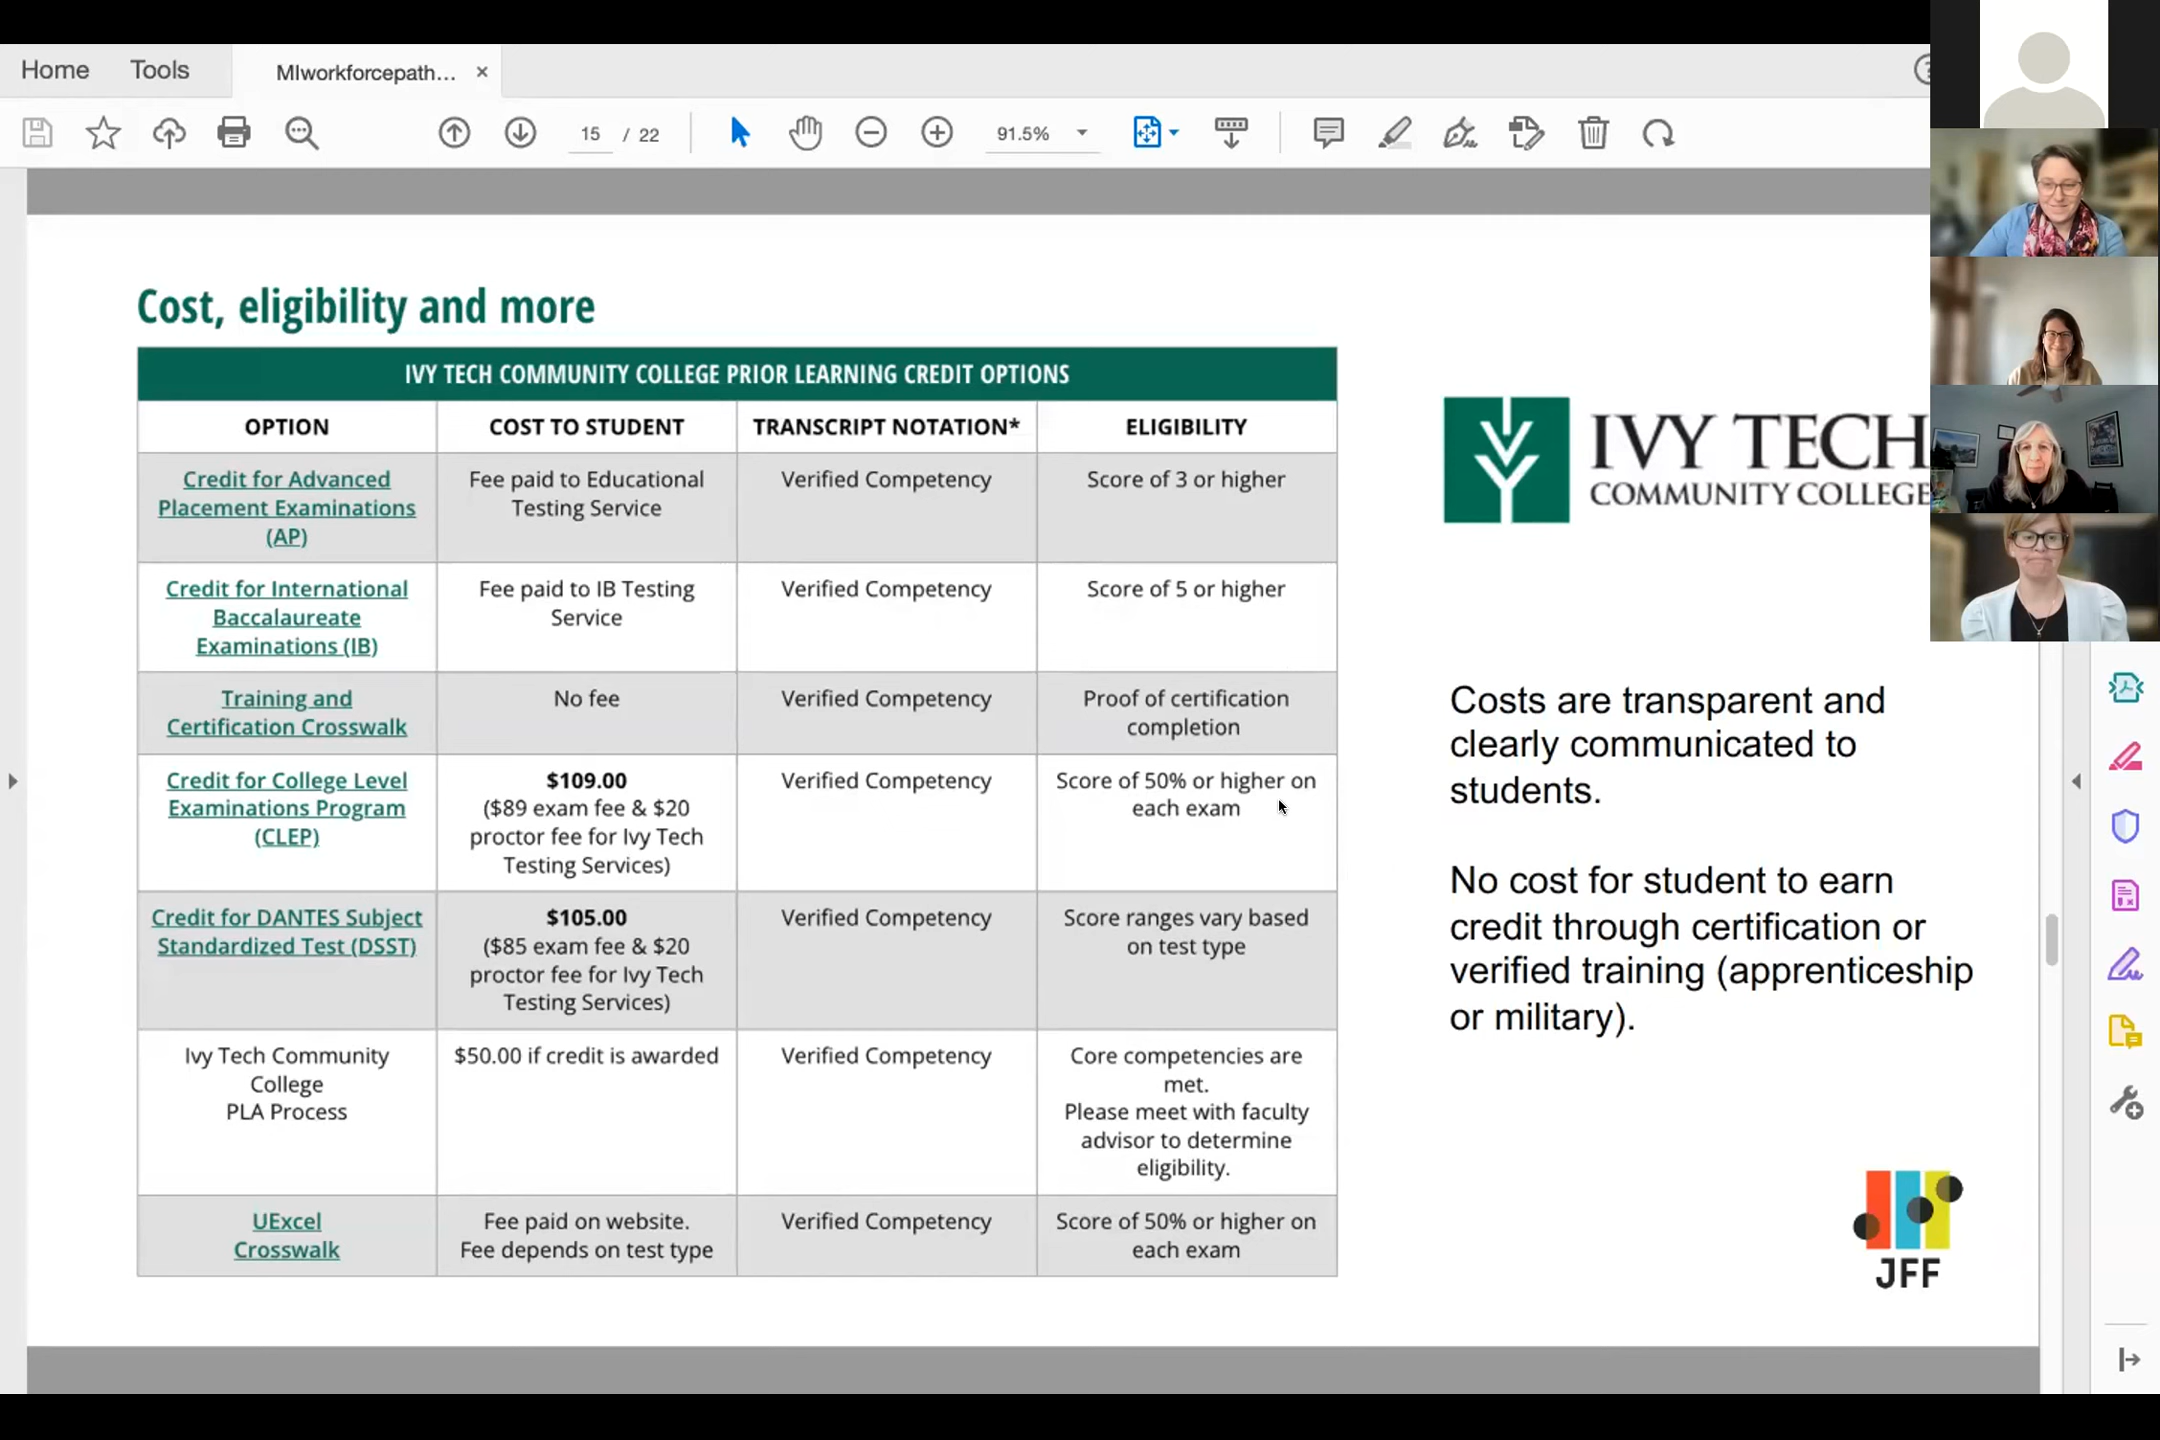 Home
Tools
MIworkforcepath...
15 / 22
91.5%
Cost, eligibility and more
IVY TECH COMMUNITY COLLEGE PRIOR LEARNING CREDIT OPTIONS
OPTION
COST TO STUDENT
TRANSCRIPT NOTATION*
ELIGIBILITY
Credit for Advanced
Placement Examinations
(AP)
Fee paid to Educational
Testing Service
Verified Competency
Score of 3 or higher
Credit for International
Baccalaureate
Examinations (IB)
Fee paid to IB Testing
Service
Verified Competency
Score of 5 or higher
Training and
Certification Crosswalk
No fee
Verified Competency
Proof of certification
completion
Credit for College Level
Examinations Program
(CLEP)
$109.00
($89 exam fee & $20
proctor fee for Ivy Tech
Testing Services)
Verified Competency
Score of 50% or higher on
each exam
Credit for DANTES Subject
Standardized Test (DSST)
$105.00
($85 exam fee & $20
proctor fee for Ivy Tech
Testing Services)
Verified Competency
Score ranges vary based
on test type
Ivy Tech Community
College
PLA Process
$50.00 if credit is awarded
Verified Competency
Core competencies are
met.
Please meet with faculty
advisor to determine
eligibility.
UExcel
Crosswalk
Fee paid on website.
Fee depends on test type
Verified Competency
Score of 50% or higher on
each exam
IVY TECH
COMMUNITY COLLEGE
Costs are transparent and
clearly communicated to
students.
No cost for student to earn
credit through certification or
verified training (apprenticeship
or military).
JFF